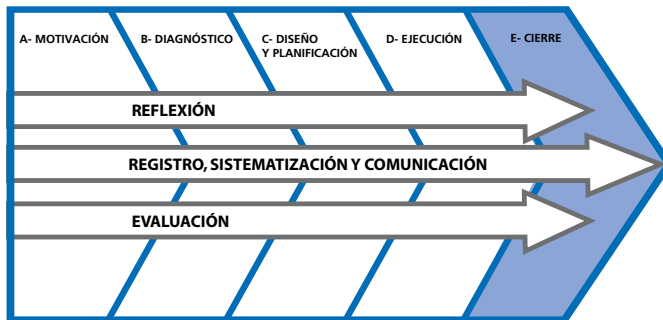 A- MOTIVACIÓN
B- DIAGNÓSTICO
C- DISEÑO
Y PLANIFICACIÓN
D- EJECUCIÓN
E- CIERRE
REFLEXIÓN
REGISTRO, SISTEMATIZACIÓN Y COMUNICACIÓN
EVALUACIÓN